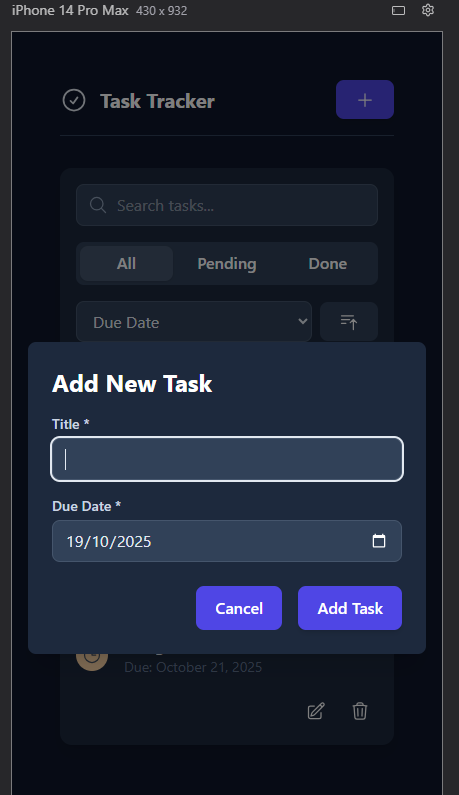 iPhone 14 Pro Max 430 x 932
Task Tracker
Search tasks...
All Pending Done
Due Date
Add New Task
Title *
Due Date *
19/10/2025
Cancel Add Task
Due: October 21, 2025